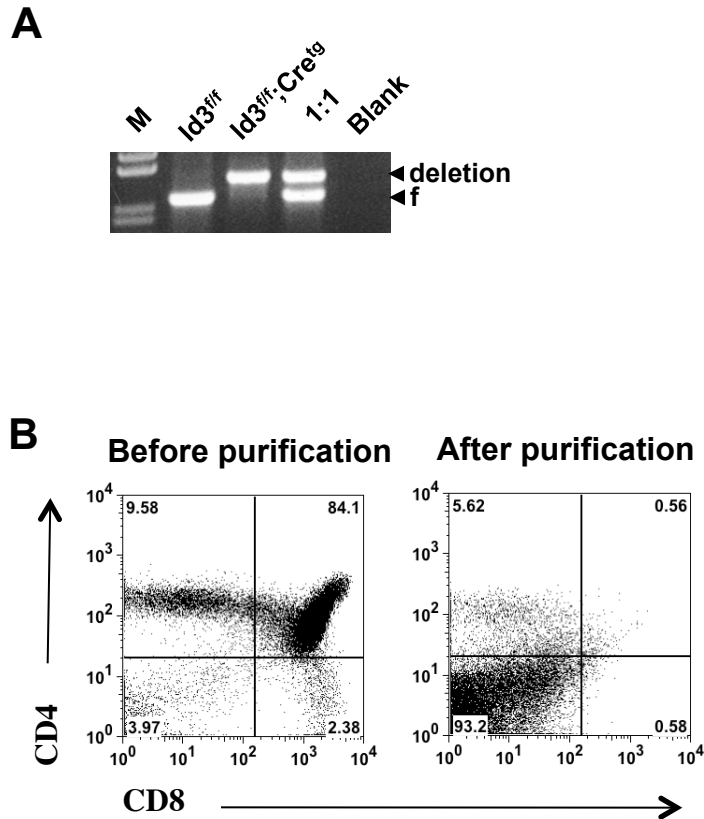 A
M Id3f/f Id3f/f;Cretg 1:1 Blank
deletion
f
B
Before purification After purification
10^4 9.58 84.1 10^4 5.62 0.56
10^3 10^3
10^2 10^2
10^1 10^1
3.97 2.38 93.2 0.58
10^0 10^0
10^0 10^1 10^2 10^3 10^4 10^0 10^1 10^2 10^3 10^4
CD4
CD8